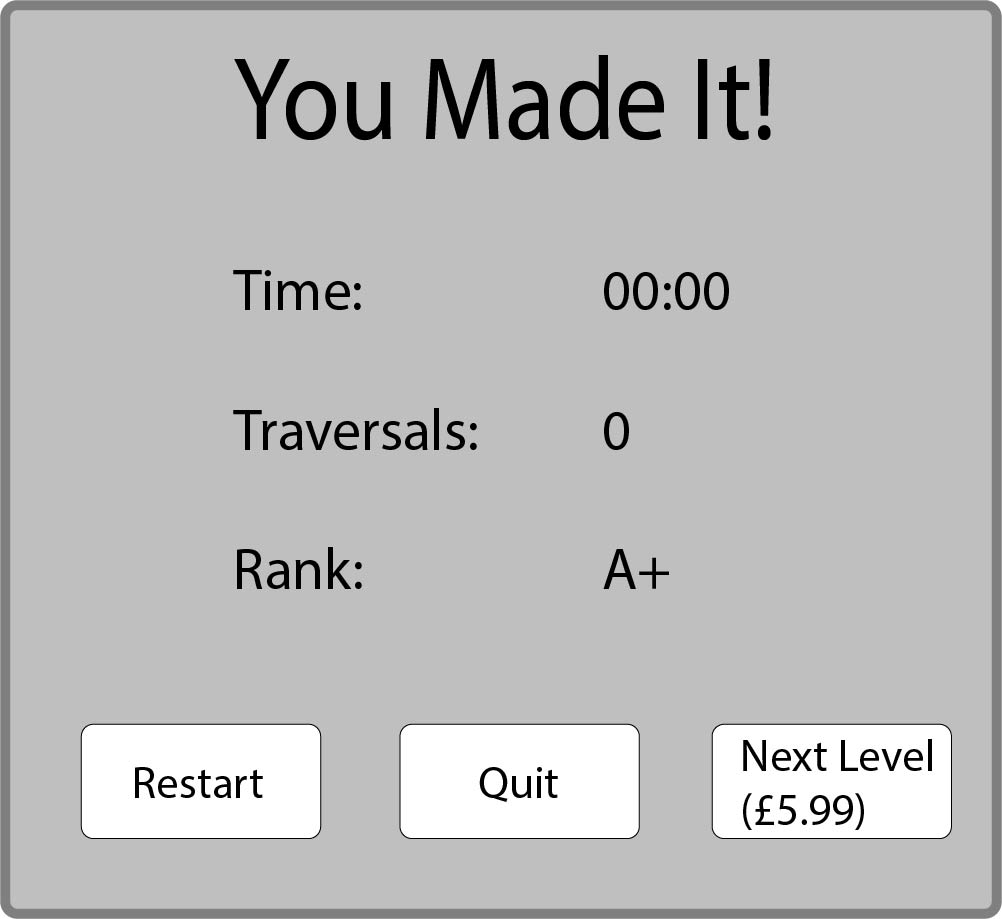 You Made It!
Time: 00:00
Traversals: 0
Rank: A+
Restart
Quit
Next Level
(£5.99)